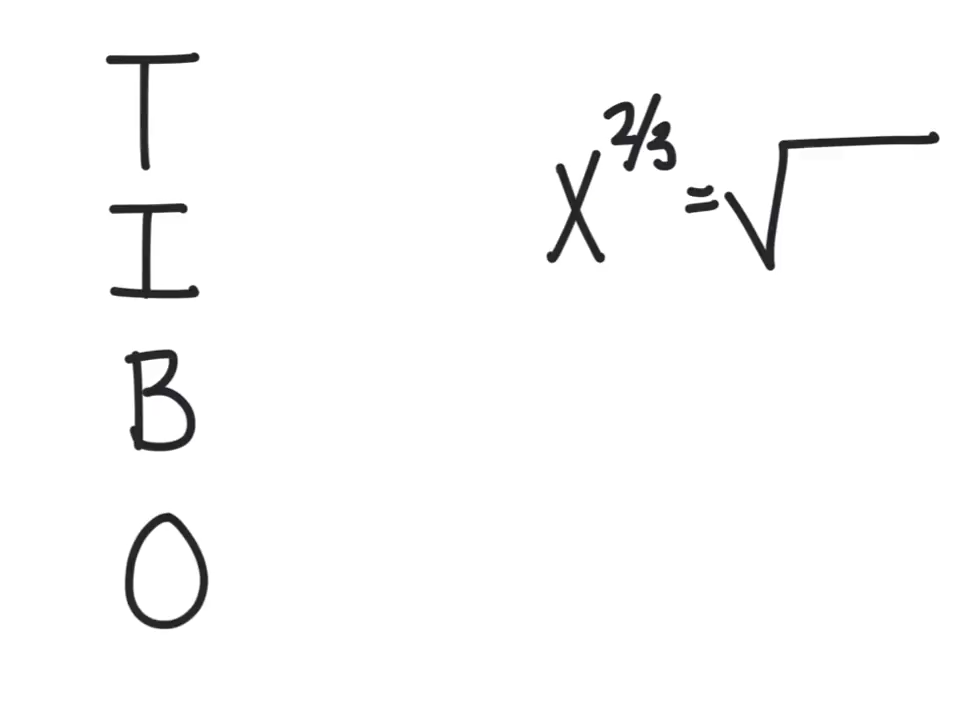 T
I
B
O
x^{2/3} = √